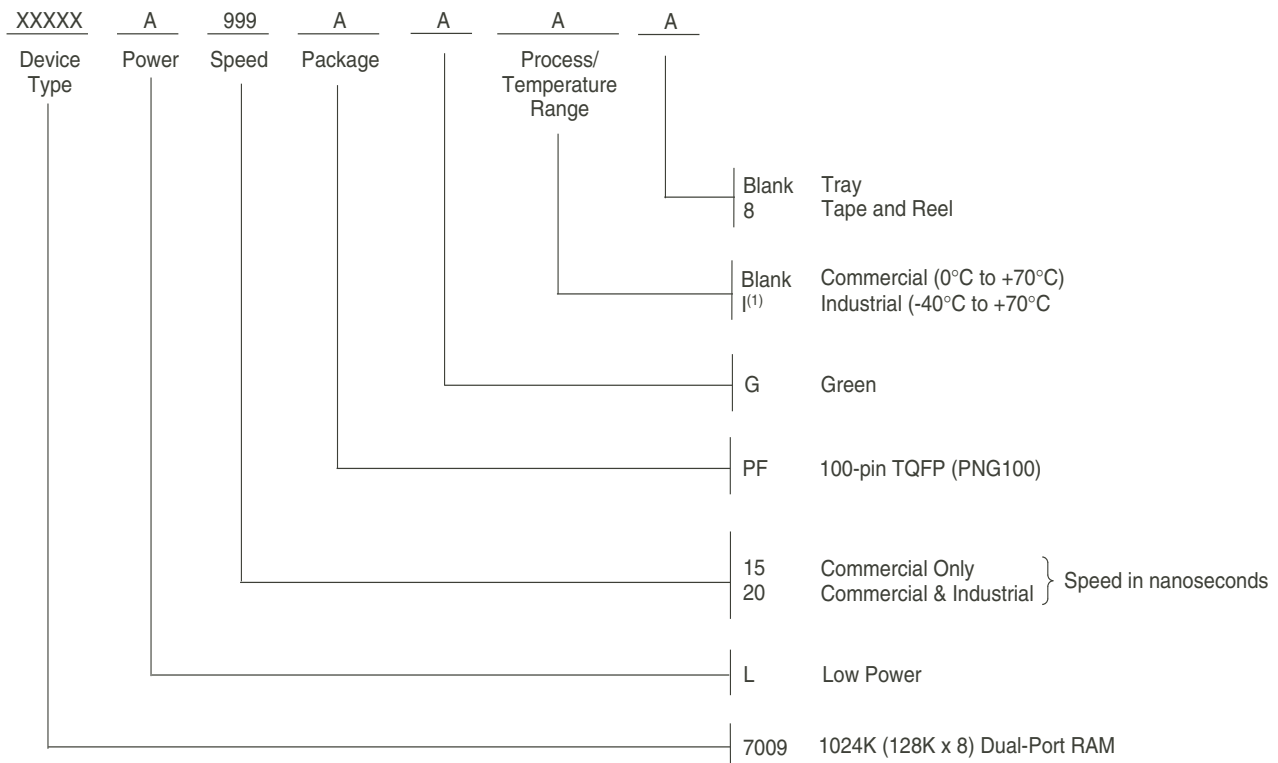 XXXXX A 999 A A A A
Device Type
Power
Speed
Package
Process/
Temperature
Range
Blank Tray
8 Tape and Reel
Blank Commercial (0°C to +70°C)
I(1) Industrial (-40°C to +70°C
G Green
PF 100-pin TQFP (PNG100)
15 Commercial Only
20 Commercial & Industrial
Speed in nanoseconds
L Low Power
7009 1024K (128K x 8) Dual-Port RAM